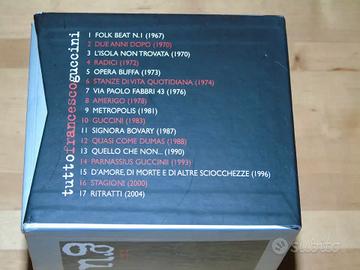 tuttofrancescoguccini
1 FOLK BEAT N.1 (1967)
2 DUE ANNI DOPO (1970)
3 L'ISOLA NON TROVATA (1970)
4 RADICI (1972)
5 OPERA BUFFA (1973)
6 STANZE DI VITA QUOTIDIANA (1974)
7 VIA PAOLO FABBRI 43 (1976)
8 AMERIGO (1978)
9 METROPOLIS (1981)
10 GUCCINI (1983)
11 SIGNORA BOVARY (1987)
12 QUASI COME DUMAS (1988)
13 QUELLO CHE NON... (1990)
14 PARNASSIUS GUCCINII (1993)
15 D'AMORE, DI MORTE E DI ALTRE SCIOCCHEZZE (1996)
16 STAGIONI (2000)
17 RITRATTI (2004)
n.g
subito